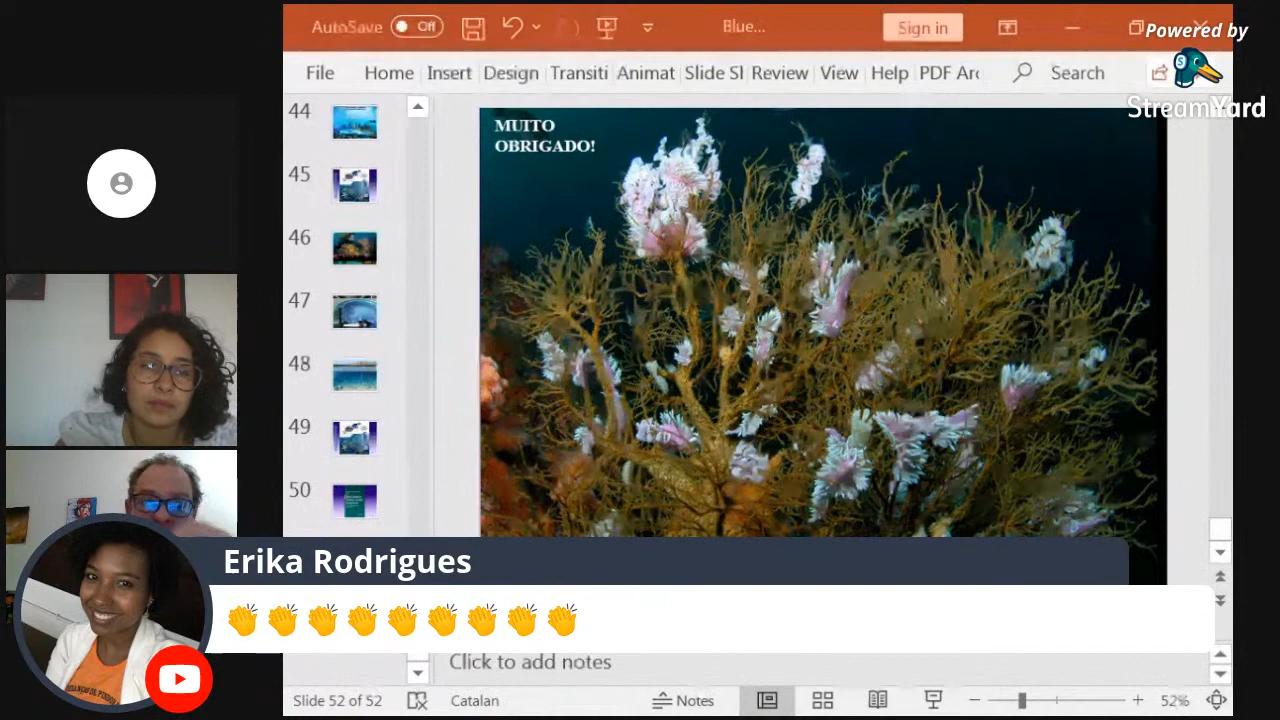 AutoSave Off Blue... Sign in
Powered by
StreamYard
File Home Insert Design Transiti Animat Slide Sl Review View Help PDF Arc Search
44
45
46
47
48
49
50
MUITO
OBRIGADO!
Erika Rodrigues
👏👏👏👏👏👏👏👏👏
Click to add notes
Slide 52 of 52 Catalan Notes 52%